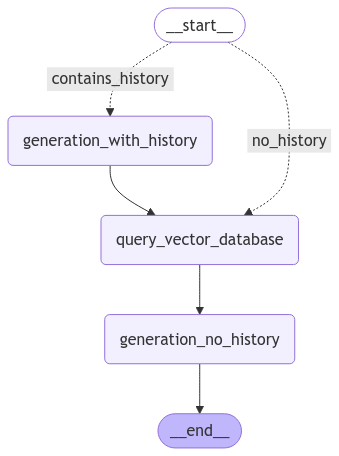 __start__
contains_history
generation_with_history
no_history
query_vector_database
generation_no_history
__end__